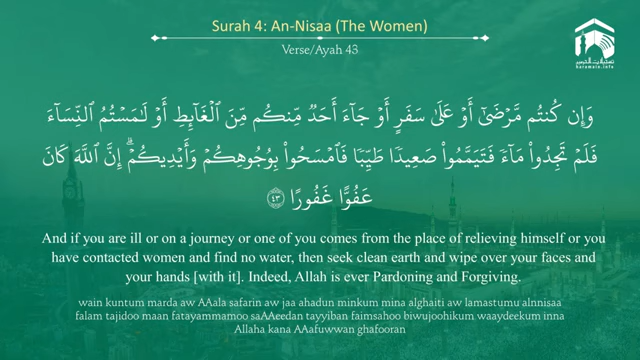 Surah 4: An-Nisaa (The Women)
Verse/Ayah 43
haramain.info
وَإِن كُنتُم مَّرْضَىٰٓ أَوْ عَلَىٰ سَفَرٍ أَوْ جَآءَ أَحَدٌ مِّنكُم مِّنَ ٱلْغَآئِطِ أَوْ لَـٰمَسْتُمُ ٱلنِّسَآءَ
فَلَمْ تَجِدُوا۟ مَآءً فَتَيَمَّمُوا۟ صَعِيدًا طَيِّبًا فَٱمْسَحُوا۟ بِوُجُوهِكُمْ وَأَيْدِيكُمْ ۗ إِنَّ ٱللَّهَ كَانَ
عَفُوًّا غَفُورًا ٤٣
And if you are ill or on a journey or one of you comes from the place of relieving himself or you
have contacted women and find no water, then seek clean earth and wipe over your faces and
your hands [with it]. Indeed, Allah is ever Pardoning and Forgiving.
wain kuntum marda aw AAala safarin aw jaa ahadun minkum mina alghaiti aw lamastumu alnnisaa
falam tajidoo maan fatayammamoo saAAeedan tayyiban faimsahoo biwujoohikum waaydeekum inna
Allaha kana AAafuwwan ghafooran